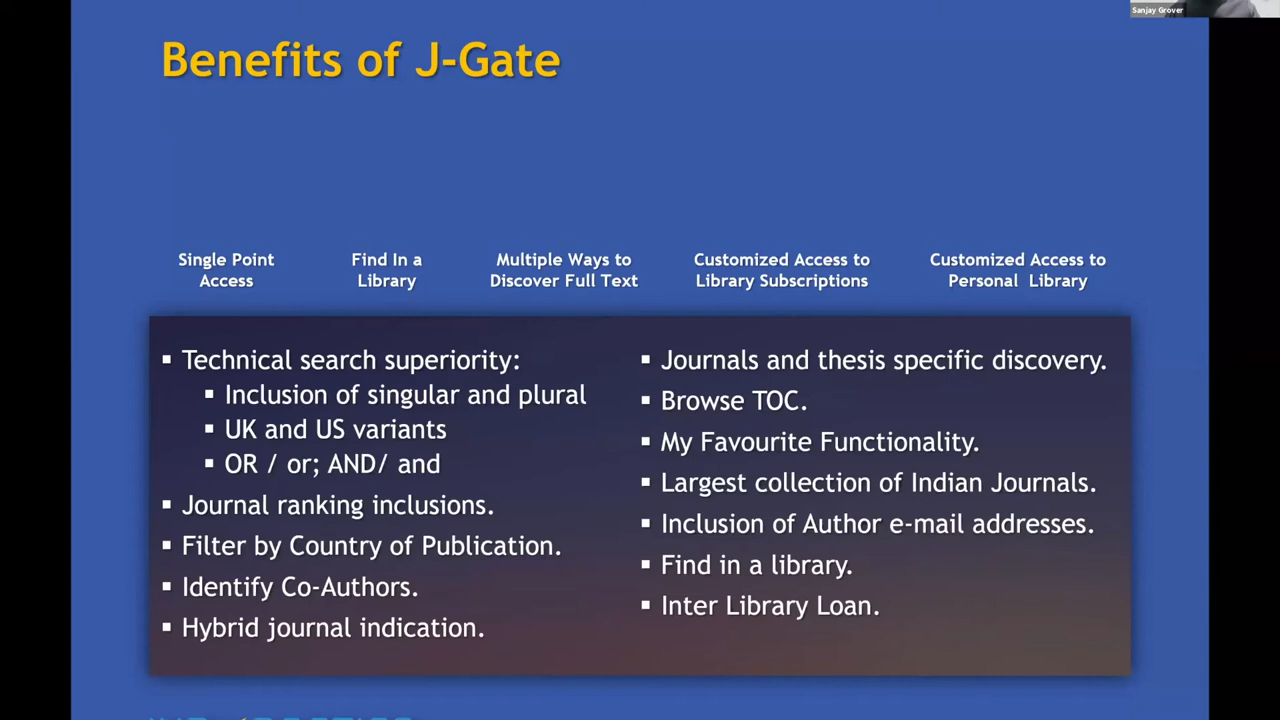 Sanjay Grover
Benefits of J-Gate
Single Point
Access
Find In a
Library
Multiple Ways to
Discover Full Text
Customized Access to
Library Subscriptions
Customized Access to
Personal Library
▪ Technical search superiority:
▪ Inclusion of singular and plural
▪ UK and US variants
▪ OR / or; AND/ and
▪ Journal ranking inclusions.
▪ Filter by Country of Publication.
▪ Identify Co-Authors.
▪ Hybrid journal indication.
▪ Journals and thesis specific discovery.
▪ Browse TOC.
▪ My Favourite Functionality.
▪ Largest collection of Indian Journals.
▪ Inclusion of Author e-mail addresses.
▪ Find in a library.
▪ Inter Library Loan.